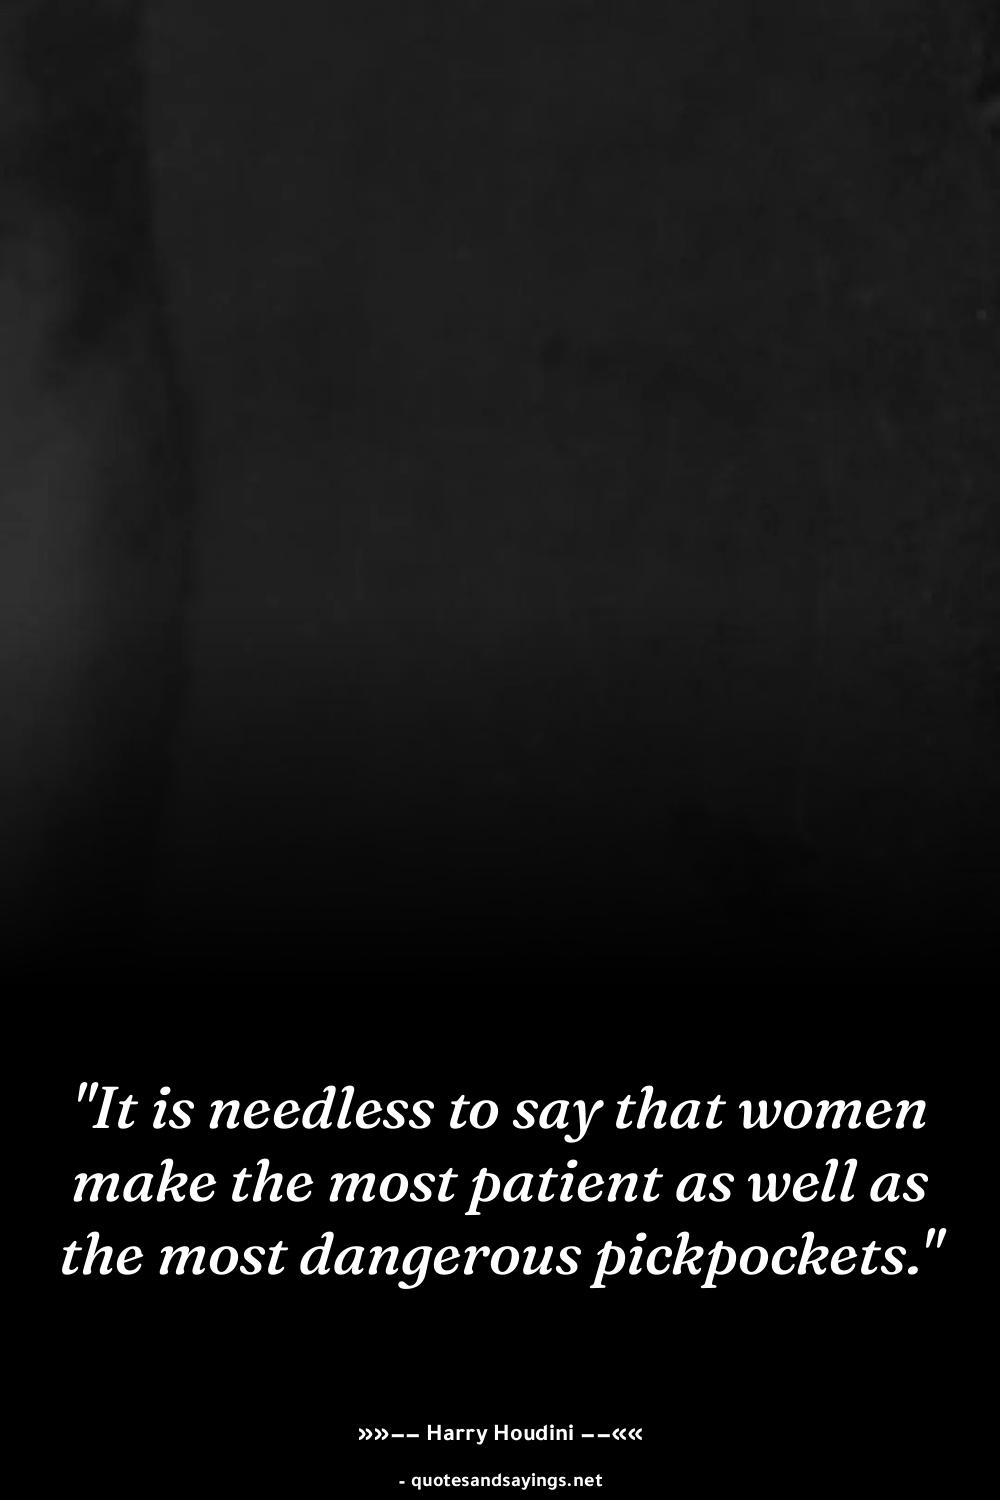 "It is needless to say that women
make the most patient as well as
the most dangerous pickpockets."
»»–– Harry Houdini ––««
- quotesandsayings.net